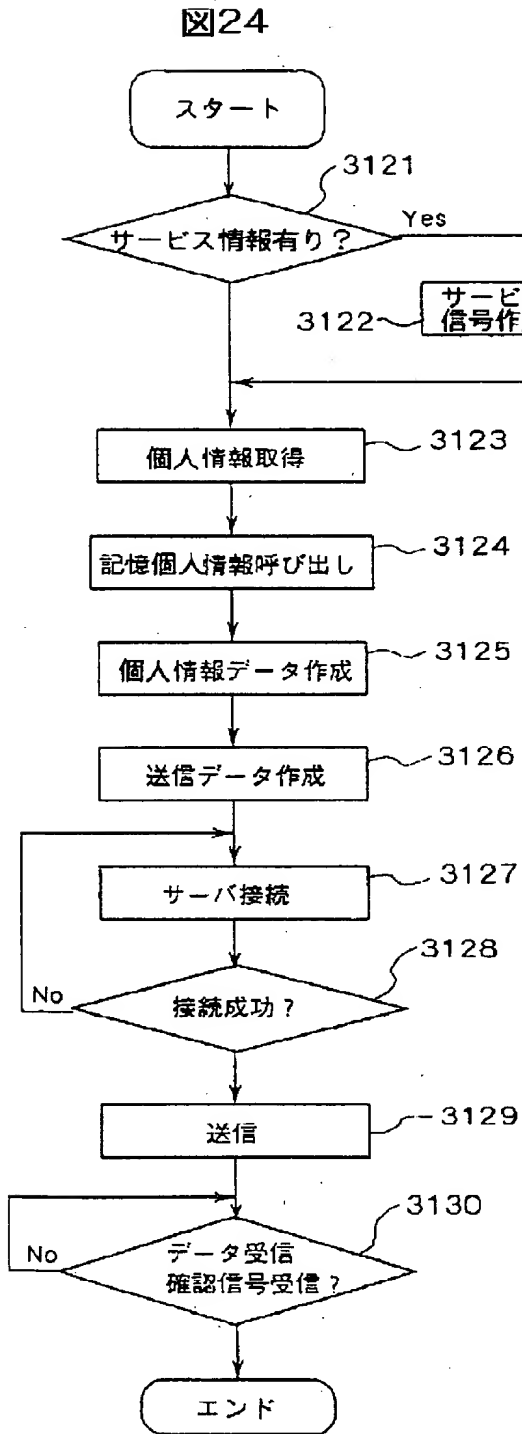 図24
スタート
3121
サービス情報有り？
Yes
サービ
3122
信号作
3123
個人情報取得
3124
記憶個人情報呼び出し
3125
個人情報データ作成
3126
送信データ作成
3127
サーバ接続
3128
No
接続成功？
3129
送信
3130
No
データ受信
確認信号受信？
エンド